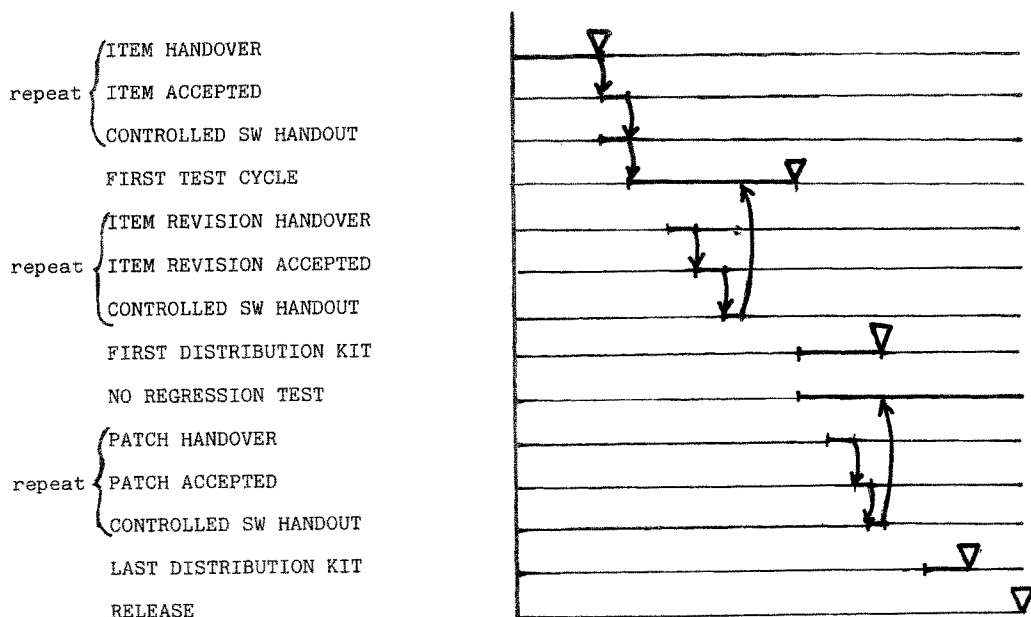 ITEM HANDOVER
repeat ITEM ACCEPTED
CONTROLLED SW HANDOUT
FIRST TEST CYCLE
ITEM REVISION HANDOVER
repeat ITEM REVISION ACCEPTED
CONTROLLED SW HANDOUT
FIRST DISTRIBUTION KIT
NO REGRESSION TEST
PATCH HANDOVER
repeat PATCH ACCEPTED
CONTROLLED SW HANDOUT
LAST DISTRIBUTION KIT
RELEASE